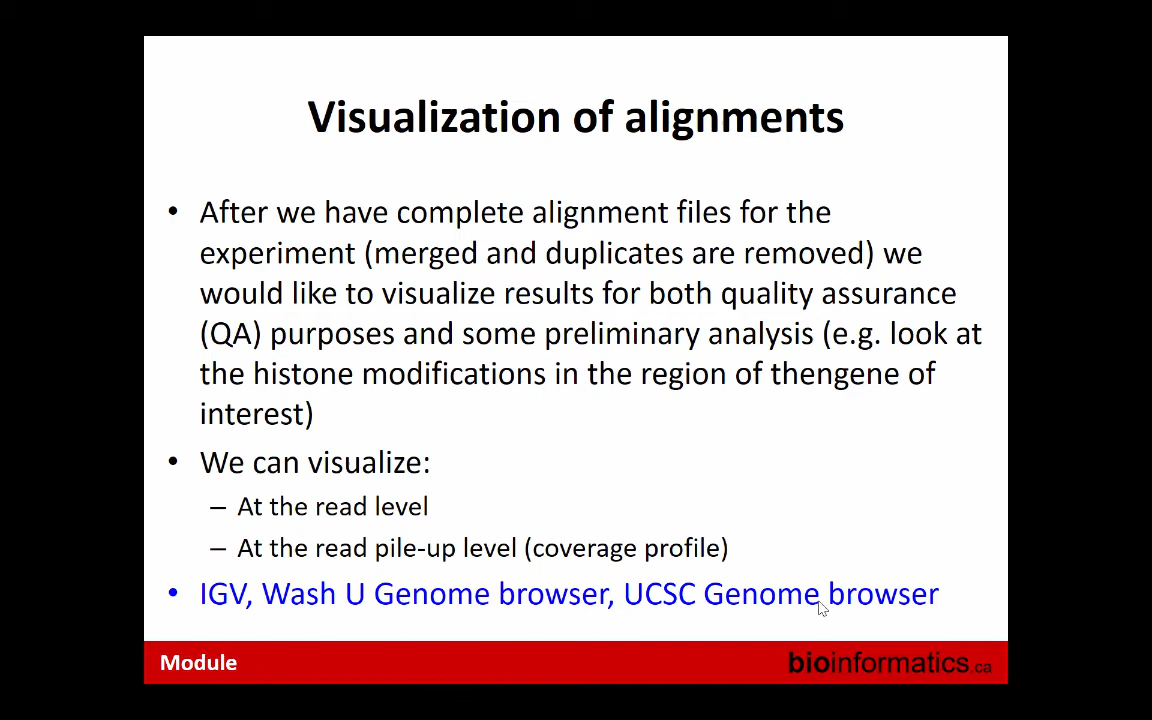 Visualization of alignments
• After we have complete alignment files for the
experiment (merged and duplicates are removed) we
would like to visualize results for both quality assurance
(QA) purposes and some preliminary analysis (e.g. look at
the histone modifications in the region of thengene of
interest)
• We can visualize:
– At the read level
– At the read pile-up level (coverage profile)
• IGV, Wash U Genome browser, UCSC Genome browser
Module
bioinformatics.ca